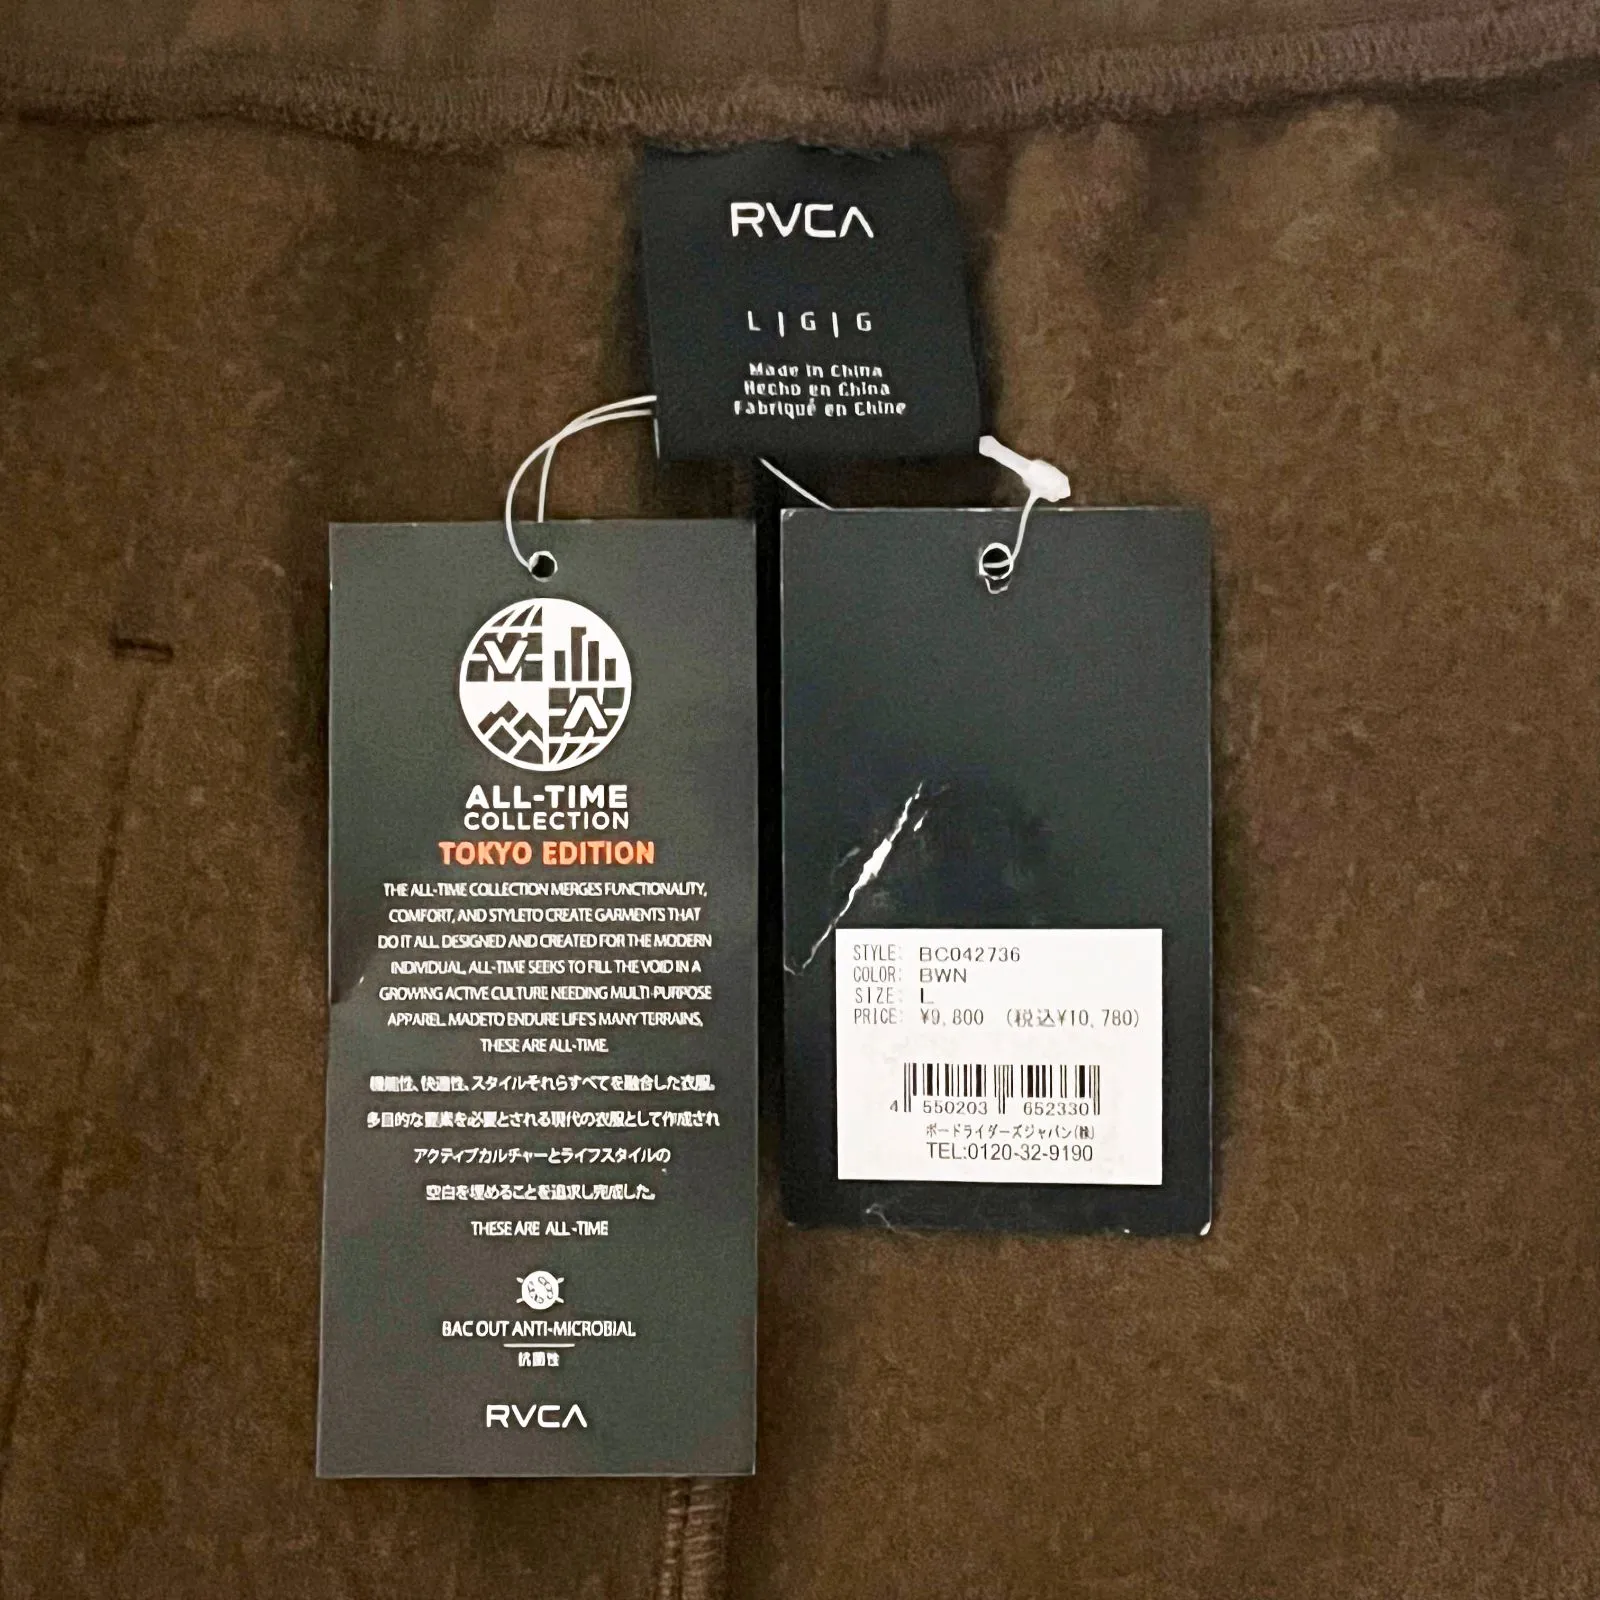 RVCA
L | G | G
Made in China
Hecho en China
Fabriqué en Chine
ALL-TIME
COLLECTION
TOKYO EDITION
THE ALL-TIME COLLECTION MERGES FUNCTIONALITY,
COMFORT, AND STYLETO CREATE GARMENTS THAT
DO IT ALL. DESIGNED AND CREATED FOR THE MODERN
INDIVIDUAL, ALL-TIME SEEKS TO FILL THE VOID IN A
GROWING ACTIVE CULTURE NEEDING MULTI-PURPOSE
APPAREL. MADETO ENDURE LIFE'S MANY TERRAINS,
THESE ARE ALL-TIME.
機能性、快適性、スタイルそれらすべてを融合した衣服。
多目的な要素を必要とされる現代の衣服として作成され
アクティブカルチャーとライフスタイルの
空白を埋めることを追求し完成した。
THESE ARE ALL-TIME
BAC OUT ANTI-MICROBIAL
抗菌性
RVCA
STYLE: BC042736
COLOR: BWN
SIZE: L
PRICE: ¥9,800 (税込¥10,780)
4 550203 652330
ボードライダーズジャパン(株)
TEL:0120-32-9190